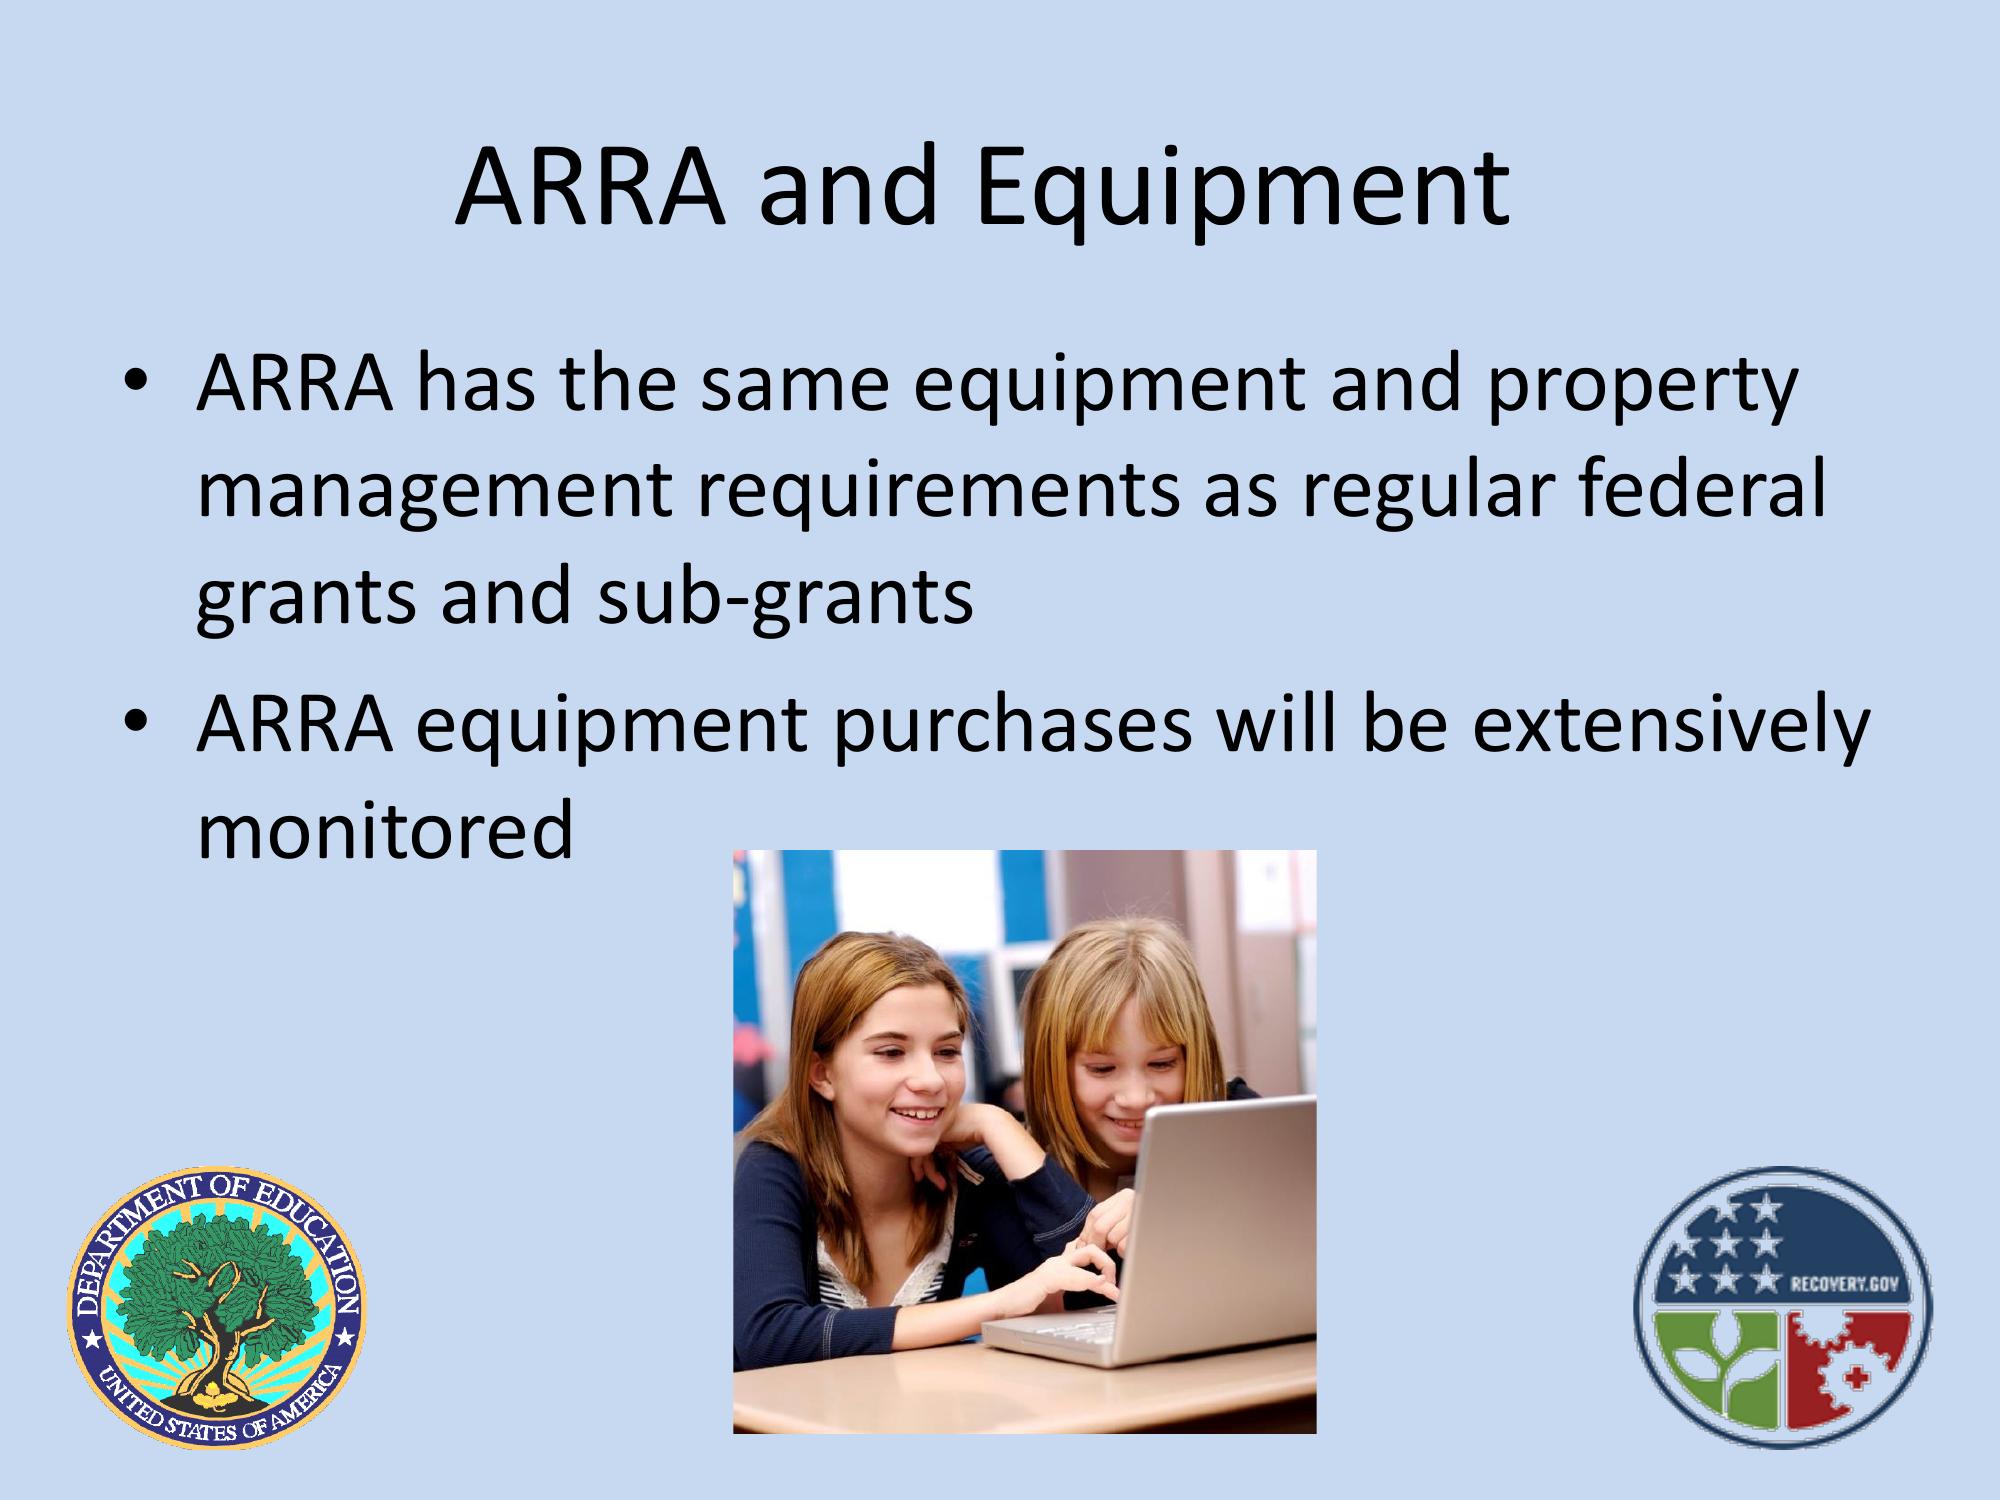 ARRA and Equipment
• ARRA has the same equipment and property
management requirements as regular federal
grants and sub-grants
• ARRA equipment purchases will be extensively
monitored
DEPARTMENT OF EDUCATION
UNITED STATES OF AMERICA
RECOVERY.GOV